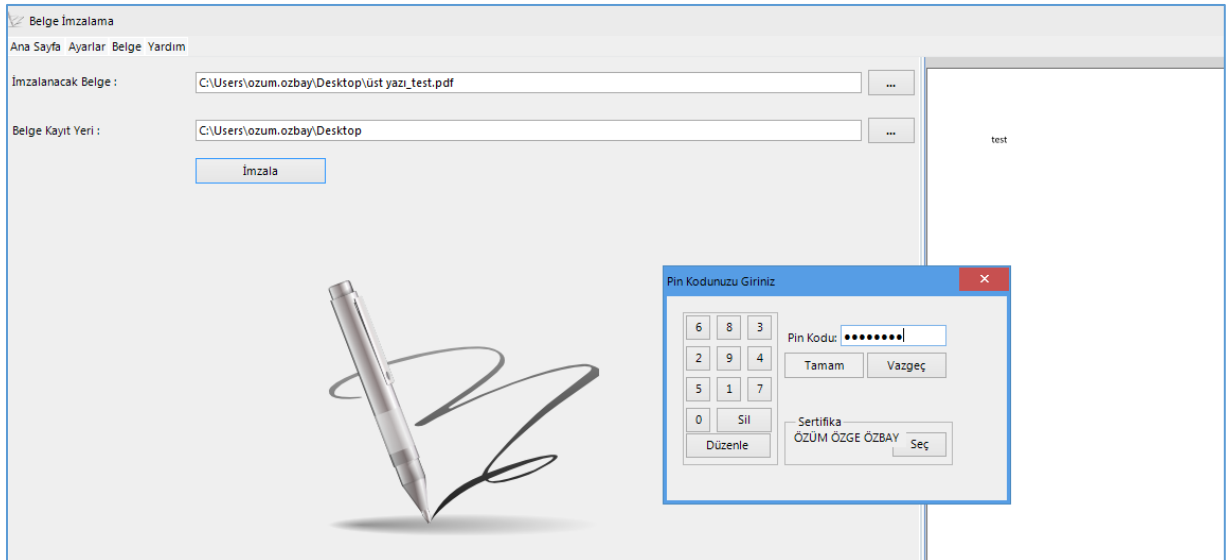 Belge İmzalama
Ana Sayfa Ayarlar Belge Yardım
İmzalanacak Belge :
C:\Users\ozum.ozbay\Desktop\üst yazı_test.pdf
...
Belge Kayıt Yeri :
C:\Users\ozum.ozbay\Desktop
...
İmzala
test
Pin Kodunuzu Giriniz
6 8 3
2 9 4
5 1 7
0 Sil
Düzenle
Pin Kodu: ●●●●●●●●
Tamam Vazgeç
Sertifika
ÖZÜM ÖZGE ÖZBAY
Seç